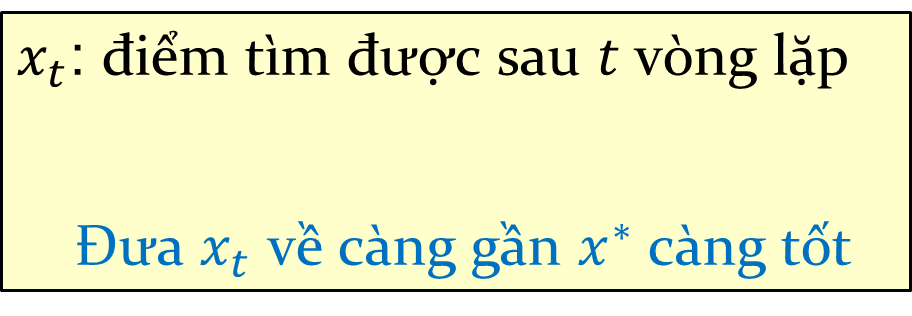 x_t: điểm tìm được sau t vòng lặp
Đưa x_t về càng gần x* càng tốt